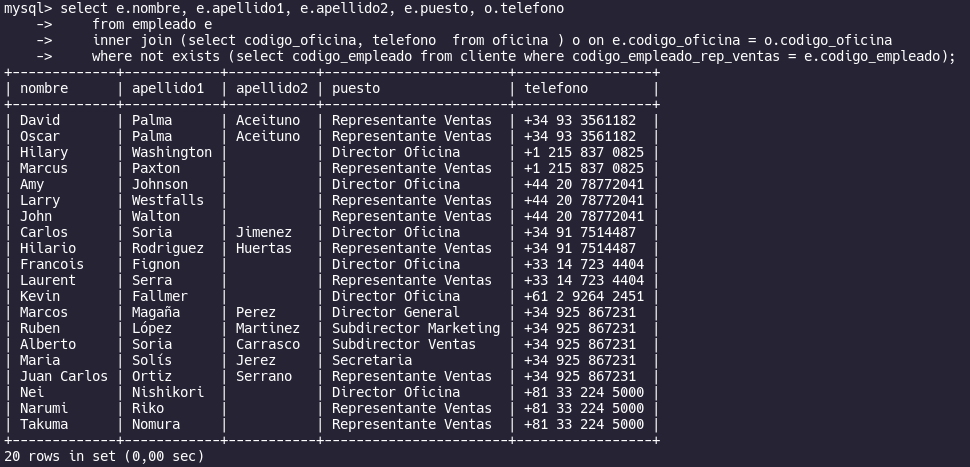 mysql> select e.nombre, e.apellido1, e.apellido2, e.puesto, o.telefono
    ->     from empleado e
    ->     inner join (select codigo_oficina, telefono  from oficina ) o on e.codigo_oficina = o.codigo_oficina
    ->     where not exists (select codigo_empleado from cliente where codigo_empleado_rep_ventas = e.codigo_empleado);
+-------------+------------+-----------+-----------------------+-----------------+
| nombre      | apellido1  | apellido2 | puesto                | telefono        |
+-------------+------------+-----------+-----------------------+-----------------+
| David       | Palma      | Aceituno  | Representante Ventas  | +34 93 3561182  |
| Oscar       | Palma      | Aceituno  | Representante Ventas  | +34 93 3561182  |
| Hilary      | Washington |           | Director Oficina      | +1 215 837 0825 |
| Marcus      | Paxton     |           | Representante Ventas  | +1 215 837 0825 |
| Amy         | Johnson    |           | Director Oficina      | +44 20 78772041 |
| Larry       | Westfalls  |           | Representante Ventas  | +44 20 78772041 |
| John        | Walton     |           | Representante Ventas  | +44 20 78772041 |
| Carlos      | Soria      | Jimenez   | Director Oficina      | +34 91 7514487  |
| Hilario     | Rodriguez  | Huertas   | Representante Ventas  | +34 91 7514487  |
| Francois    | Fignon     |           | Director Oficina      | +33 14 723 4404 |
| Laurent     | Serra      |           | Representante Ventas  | +33 14 723 4404 |
| Kevin       | Fallmer    |           | Director Oficina      | +61 2 9264 2451 |
| Marcos      | Magaña     | Perez     | Director General      | +34 925 867231  |
| Ruben       | López      | Martinez  | Subdirector Marketing | +34 925 867231  |
| Alberto     | Soria      | Carrasco  | Subdirector Ventas    | +34 925 867231  |
| Maria       | Solís      | Jerez     | Secretaria            | +34 925 867231  |
| Juan Carlos | Ortiz      | Serrano   | Representante Ventas  | +34 925 867231  |
| Nei         | Nishikori  |           | Director Oficina      | +81 33 224 5000 |
| Narumi      | Riko       |           | Representante Ventas  | +81 33 224 5000 |
| Takuma      | Nomura     |           | Representante Ventas  | +81 33 224 5000 |
+-------------+------------+-----------+-----------------------+-----------------+
20 rows in set (0,00 sec)